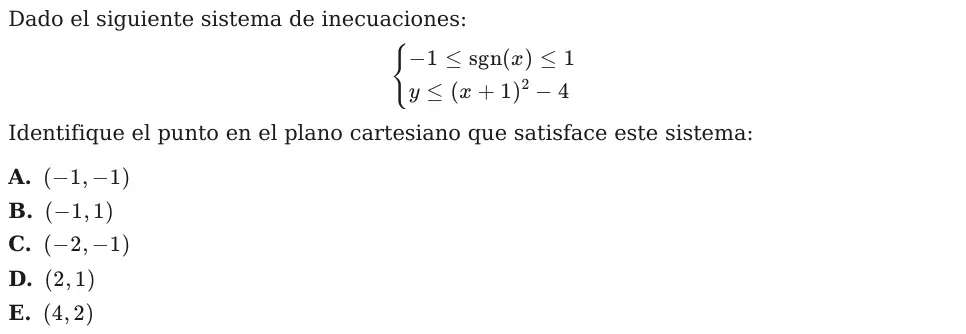 Dado el siguiente sistema de inecuaciones:
{ −1 ≤ sgn(x) ≤ 1
y ≤ (x + 1)² − 4
Identifique el punto en el plano cartesiano que satisface este sistema:
A. (−1, −1)
B. (−1, 1)
C. (−2, −1)
D. (2, 1)
E. (4, 2)